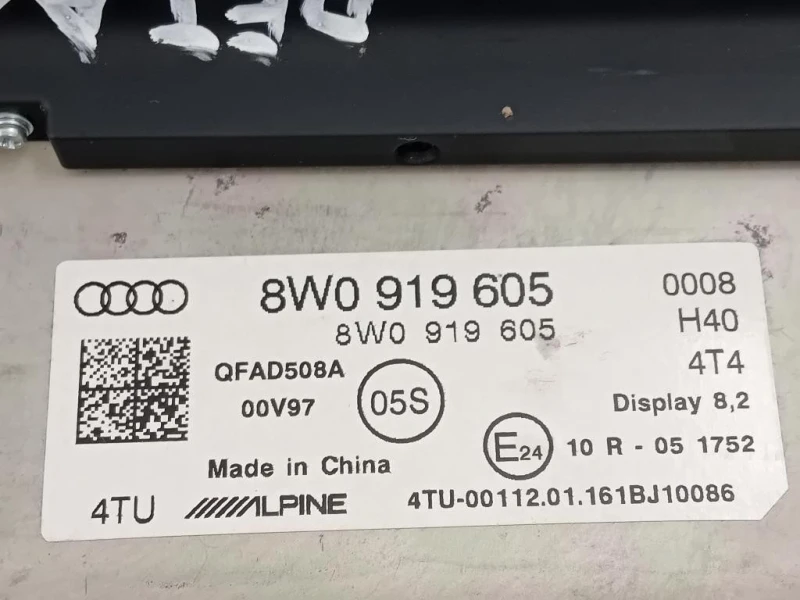 8W0 919 605
0008
8W0 919 605
H40
QFAD508A
4T4
00V97
05S
Display 8,2
E24
10 R - 05 1752
Made in China
4TU
ALPINE
4TU-00112.01.161BJ10086